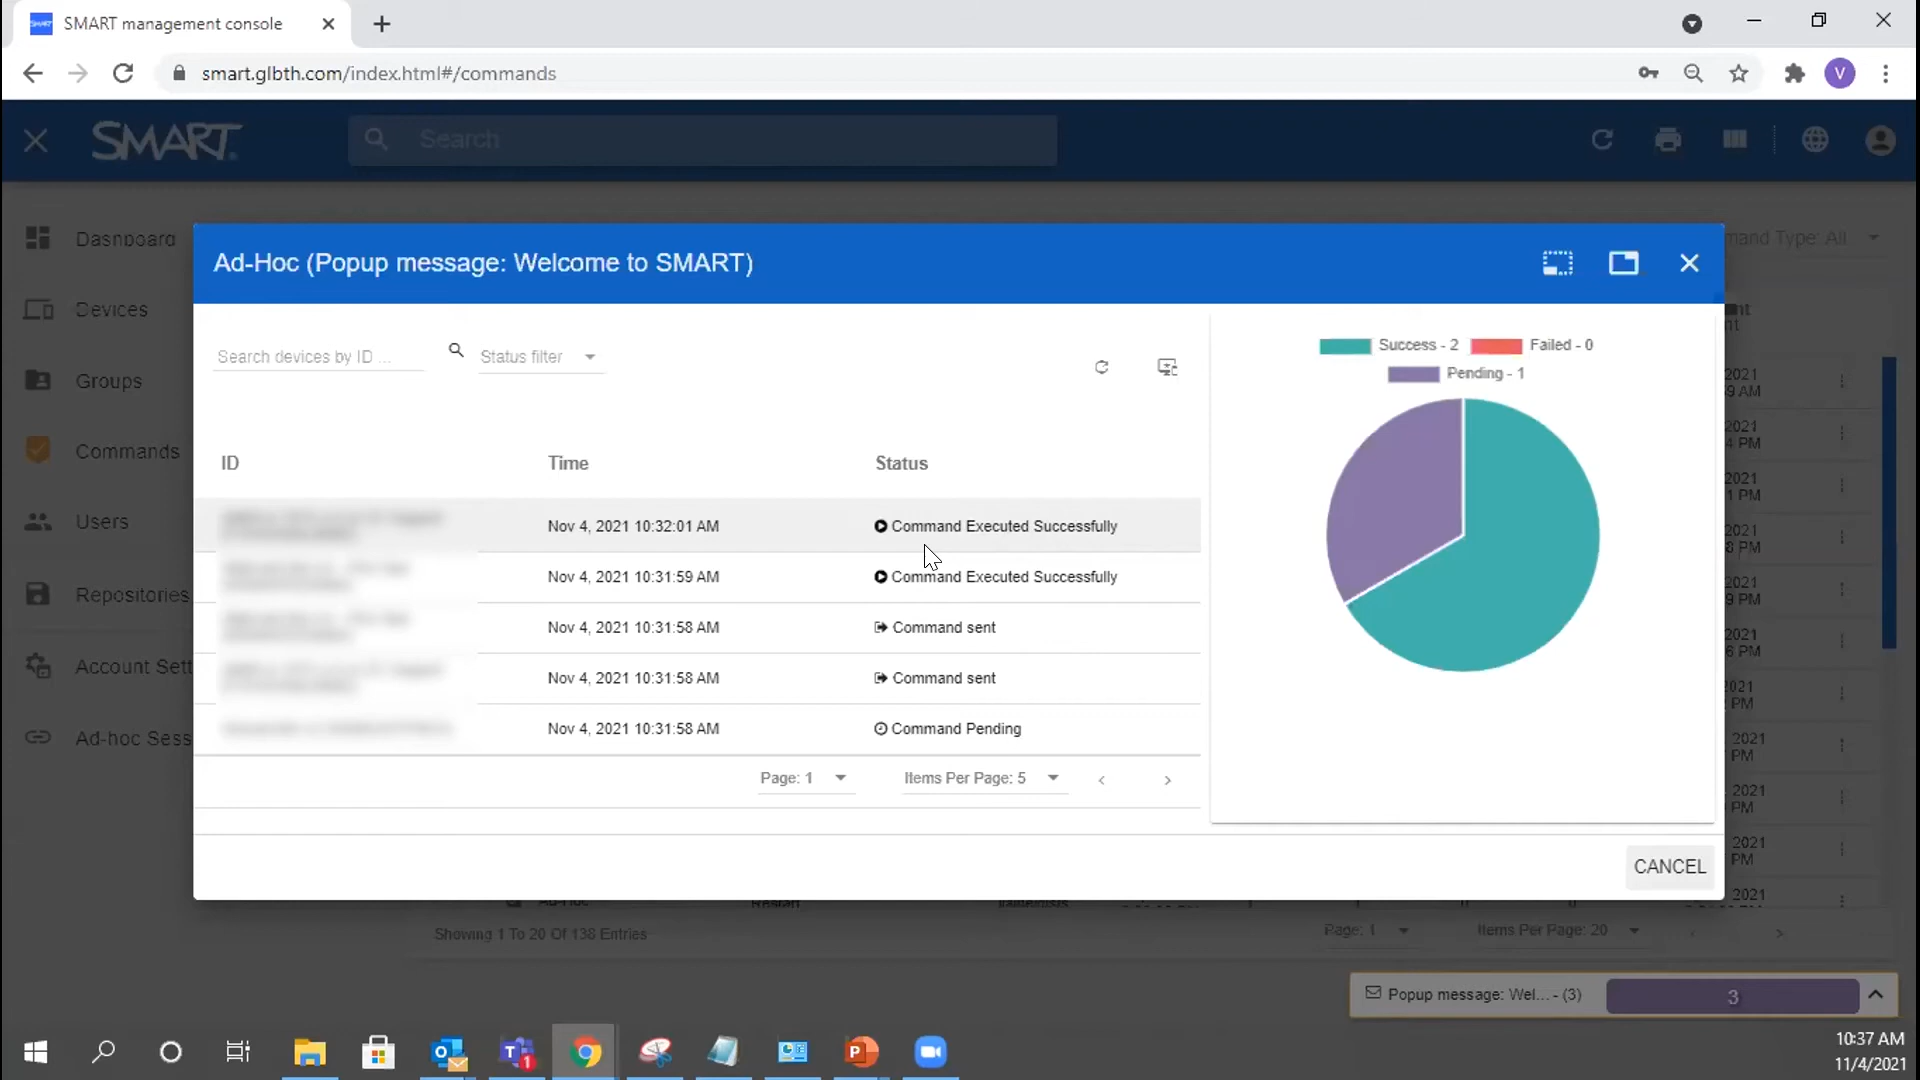 SMART management console
smart.glbth.com/index.html#/commands
V
SMART
Search
Dashboard
Devices
Groups
Commands
Users
Repositories
Account Sett
Ad-hoc Sess
mand Type: All
Ad-Hoc (Popup message: Welcome to SMART)
Search devices by ID ...
Status filter
ID Time Status
Nov 4, 2021 10:32:01 AM Command Executed Successfully
Nov 4, 2021 10:31:59 AM Command Executed Successfully
Nov 4, 2021 10:31:58 AM Command sent
Nov 4, 2021 10:31:58 AM Command sent
Nov 4, 2021 10:31:58 AM Command Pending
Page: 1 Items Per Page: 5
Success - 2 Failed - 0
Pending - 1
CANCEL
Ad-Hoc Restart
Showing 1 To 20 Of 138 Entries
Page: 1 Items Per Page: 20
Popup message: Wel... - (3) 3
10:37 AM
11/4/2021